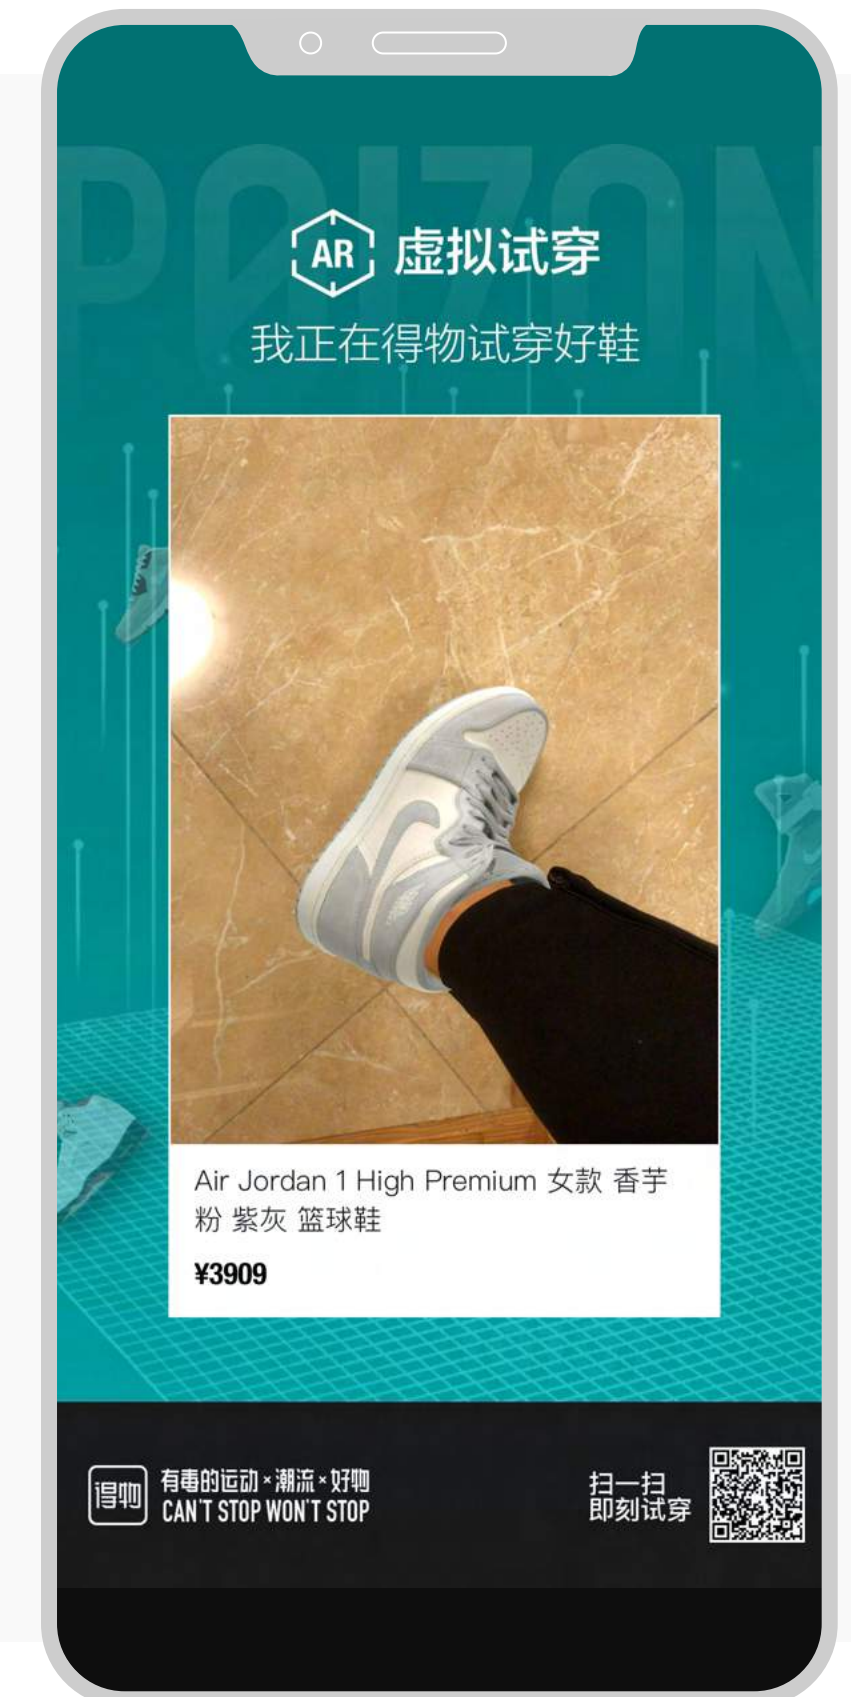 POIZON
AR 虚拟试穿
我正在得物试穿好鞋
Air Jordan 1 High Premium 女款 香芋
粉 紫灰 篮球鞋
¥3909
得物
有毒的运动×潮流×好物
CAN'T STOP WON'T STOP
扫一扫
即刻试穿